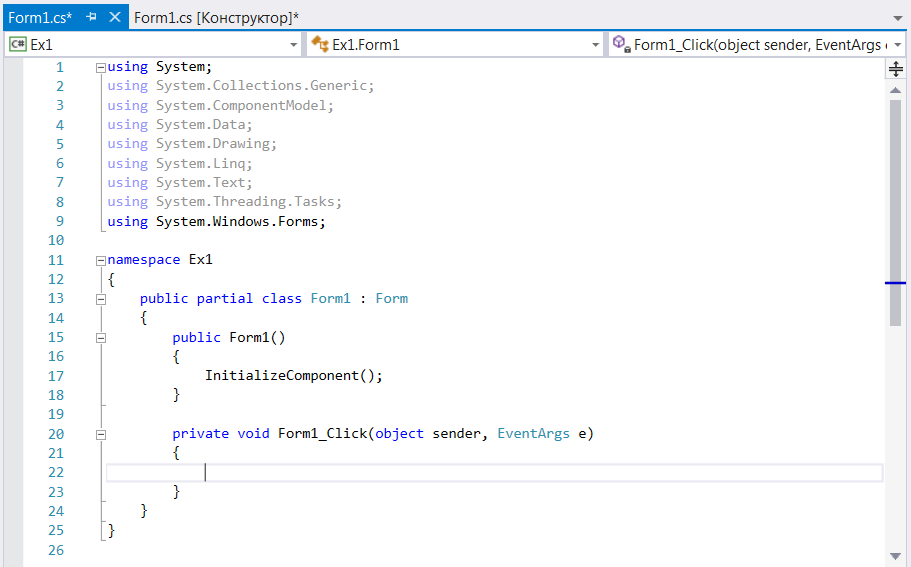 Form1.cs* Form1.cs [Конструктор]*
C# Ex1 Ex1.Form1 Form1_Click(object sender, EventArgs
1 using System;
2 using System.Collections.Generic;
3 using System.ComponentModel;
4 using System.Data;
5 using System.Drawing;
6 using System.Linq;
7 using System.Text;
8 using System.Threading.Tasks;
9 using System.Windows.Forms;
10
11 namespace Ex1
12 {
13 public partial class Form1 : Form
14 {
15 public Form1()
16 {
17 InitializeComponent();
18 }
19
20 private void Form1_Click(object sender, EventArgs e)
21 {
22
23 }
24 }
25 }
26